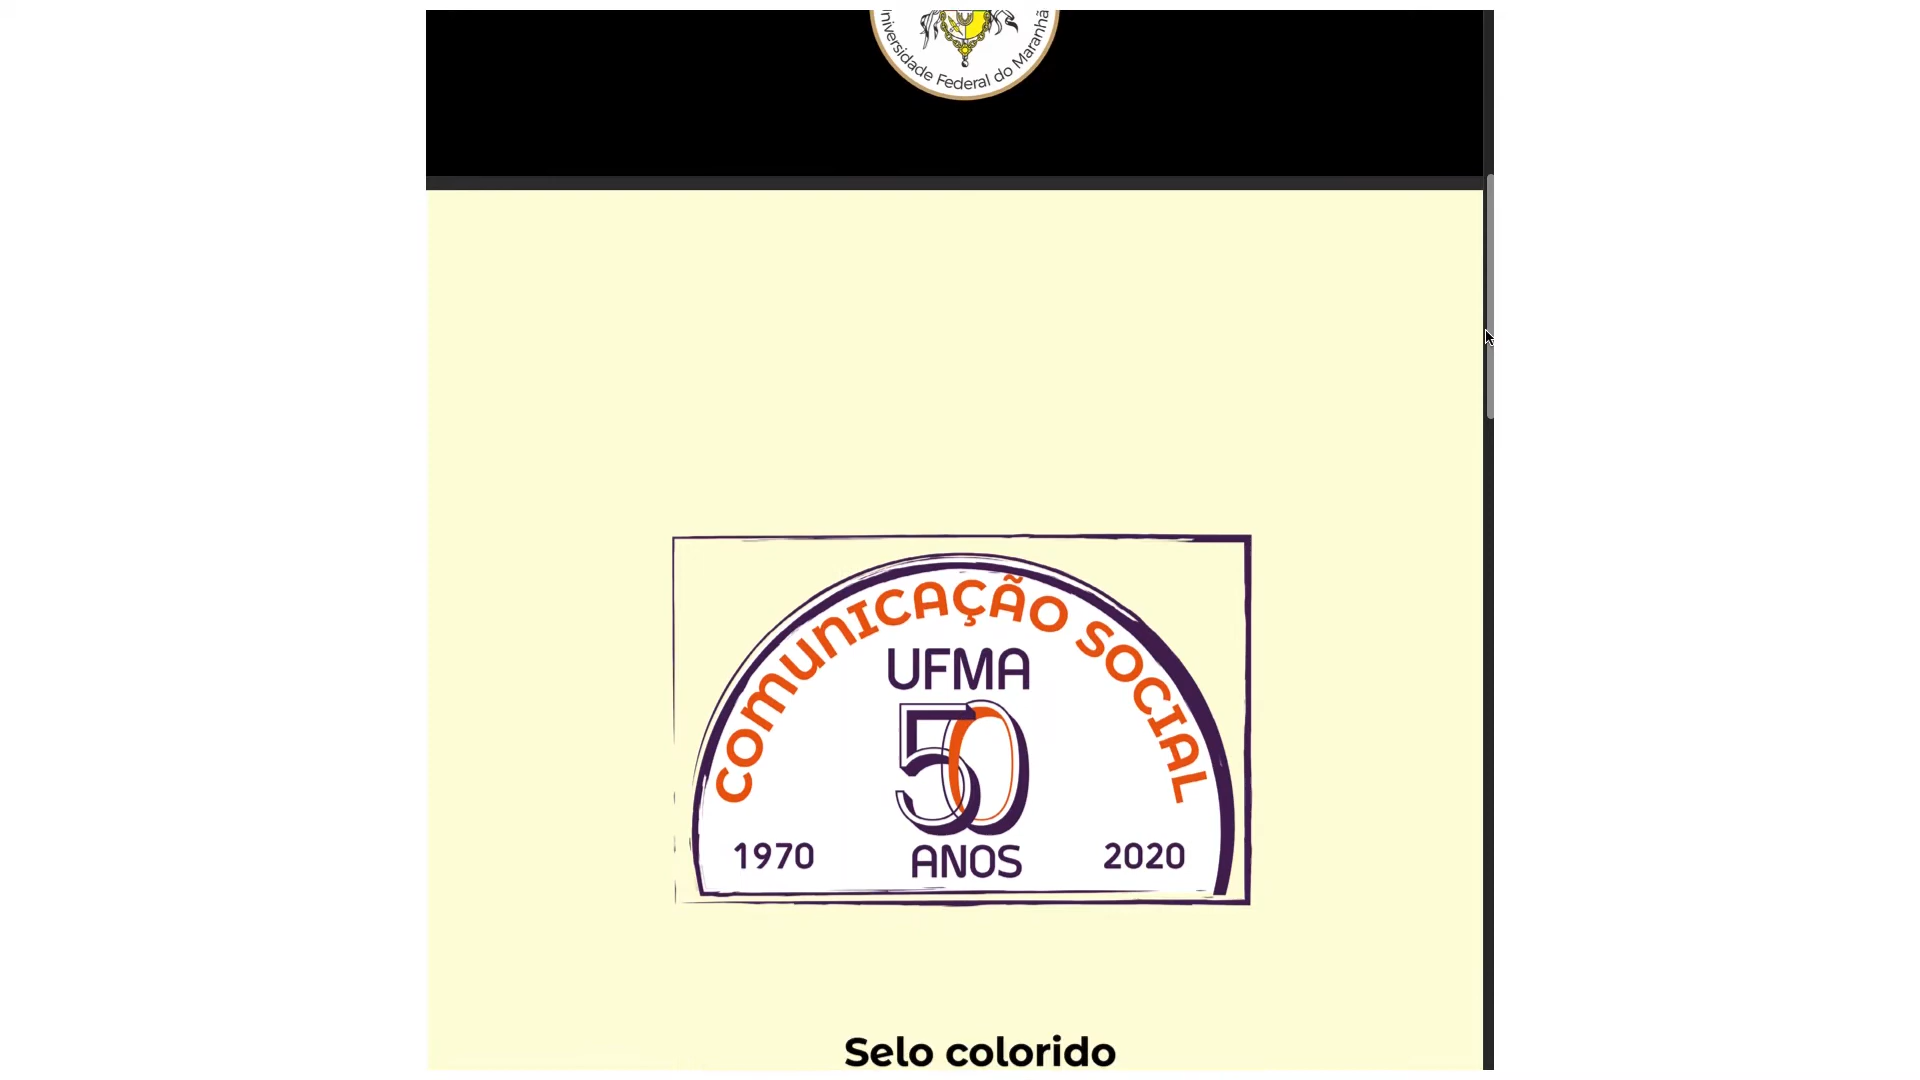 Universidade Federal do Maranhão
COMUNICAÇÃO SOCIAL
UFMA
50
ANOS
1970
2020
Selo colorido